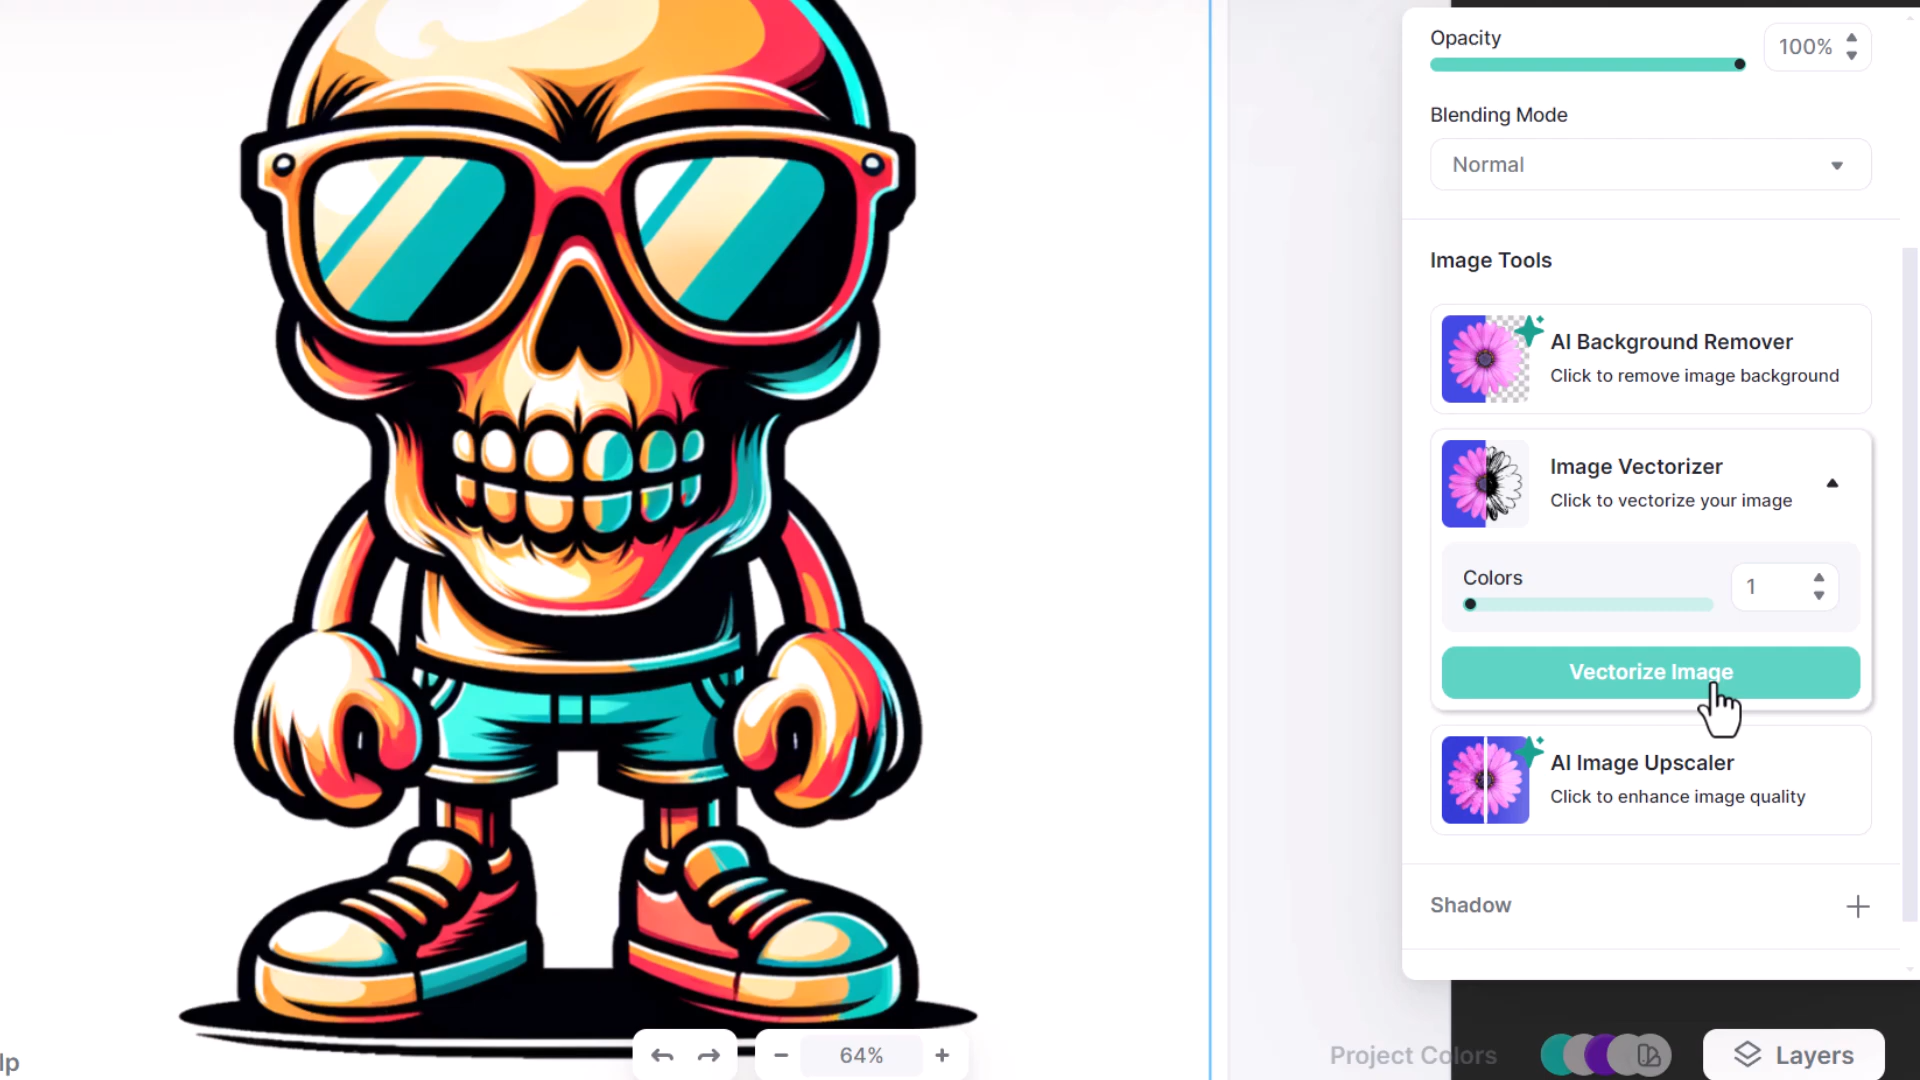 Opacity
100%
Blending Mode
Normal
Image Tools
AI Background Remover
Click to remove image background
Image Vectorizer
Click to vectorize your image
Colors
1
Vectorize Image
AI Image Upscaler
Click to enhance image quality
Shadow
lp
64%
Project Colors
Layers